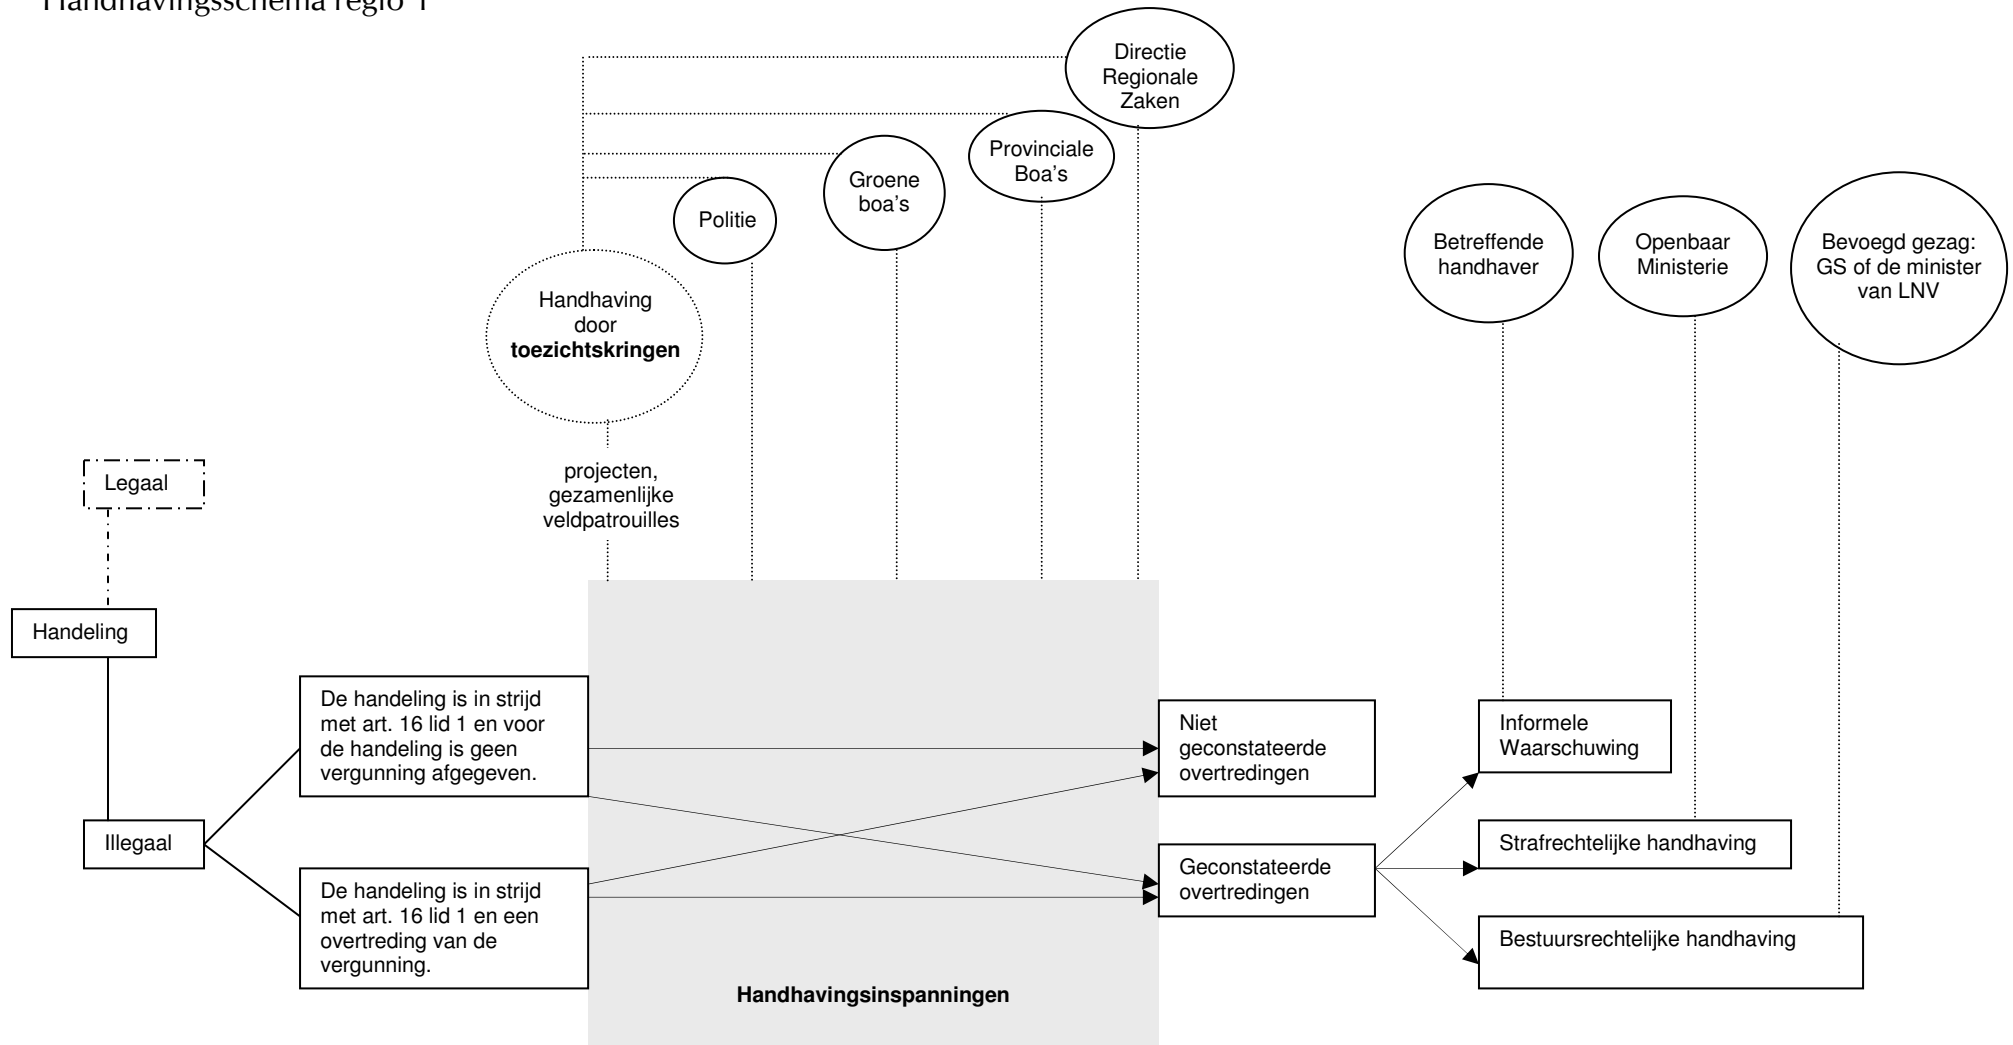 Handhavingsschema regio 1
Directie
Regionale
Zaken
Provinciale
Boa's
Groene
boa's
Politie
Handhaving
door
toezichtskringen
projecten,
gezamenlijke
veldpatrouilles
Betreffende
handhaver
Openbaar
Ministerie
Bevoegd gezag:
GS of de minister
van LNV
Legaal
Handeling
Illegaal
De handeling is in strijd
met art. 16 lid 1 en voor
de handeling is geen
vergunning afgegeven.
De handeling is in strijd
met art. 16 lid 1 en een
overtreding van de
vergunning.
Handhavingsinspanningen
Niet
geconstateerde
overtredingen
Geconstateerde
overtredingen
Informele
Waarschuwing
Strafrechtelijke handhaving
Bestuursrechtelijke handhaving